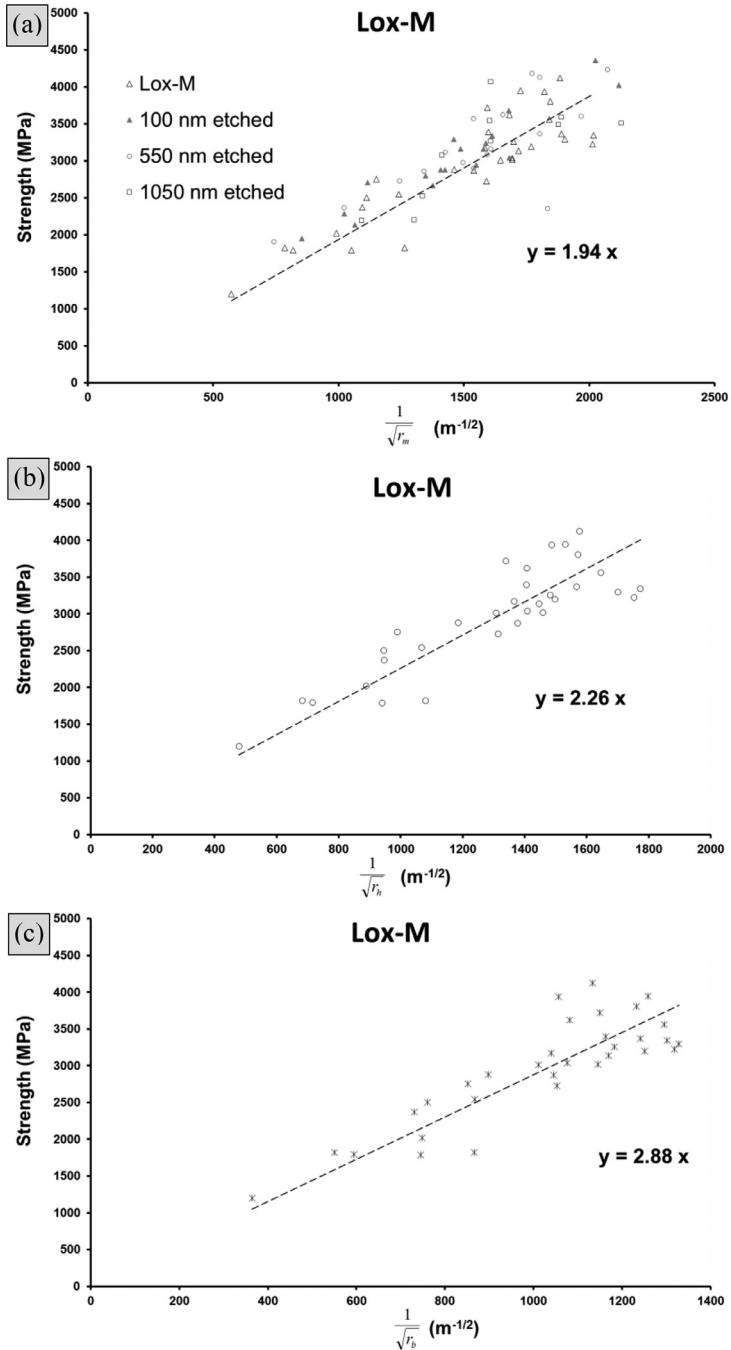 (a)
Lox-M
5000
4500
4000
3500
3000
2500
2000
1500
1000
500
0
Strength (MPa)
Lox-M
100 nm etched
550 nm etched
1050 nm etched
y = 1.94 x
0 500 1000 1500 2000 2500
1/√r_m (m⁻¹/²)
(b)
Lox-M
5000
4500
4000
3500
3000
2500
2000
1500
1000
500
0
Strength (MPa)
y = 2.26 x
0 200 400 600 800 1000 1200 1400 1600 1800 2000
1/√r_h (m⁻¹/²)
(c)
Lox-M
5000
4500
4000
3500
3000
2500
2000
1500
1000
500
0
Strength (MPa)
y = 2.88 x
0 200 400 600 800 1000 1200 1400
1/√r_b (m⁻¹/²)